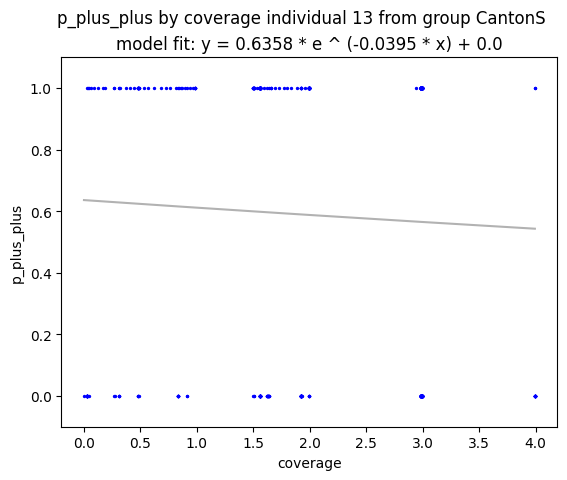 p_plus_plus by coverage individual 13 from group CantonS
model fit: y = 0.6358 * e ^ (-0.0395 * x) + 0.0
1.0
0.8
0.6
0.4
0.2
0.0
p_plus_plus
0.0 0.5 1.0 1.5 2.0 2.5 3.0 3.5 4.0
coverage